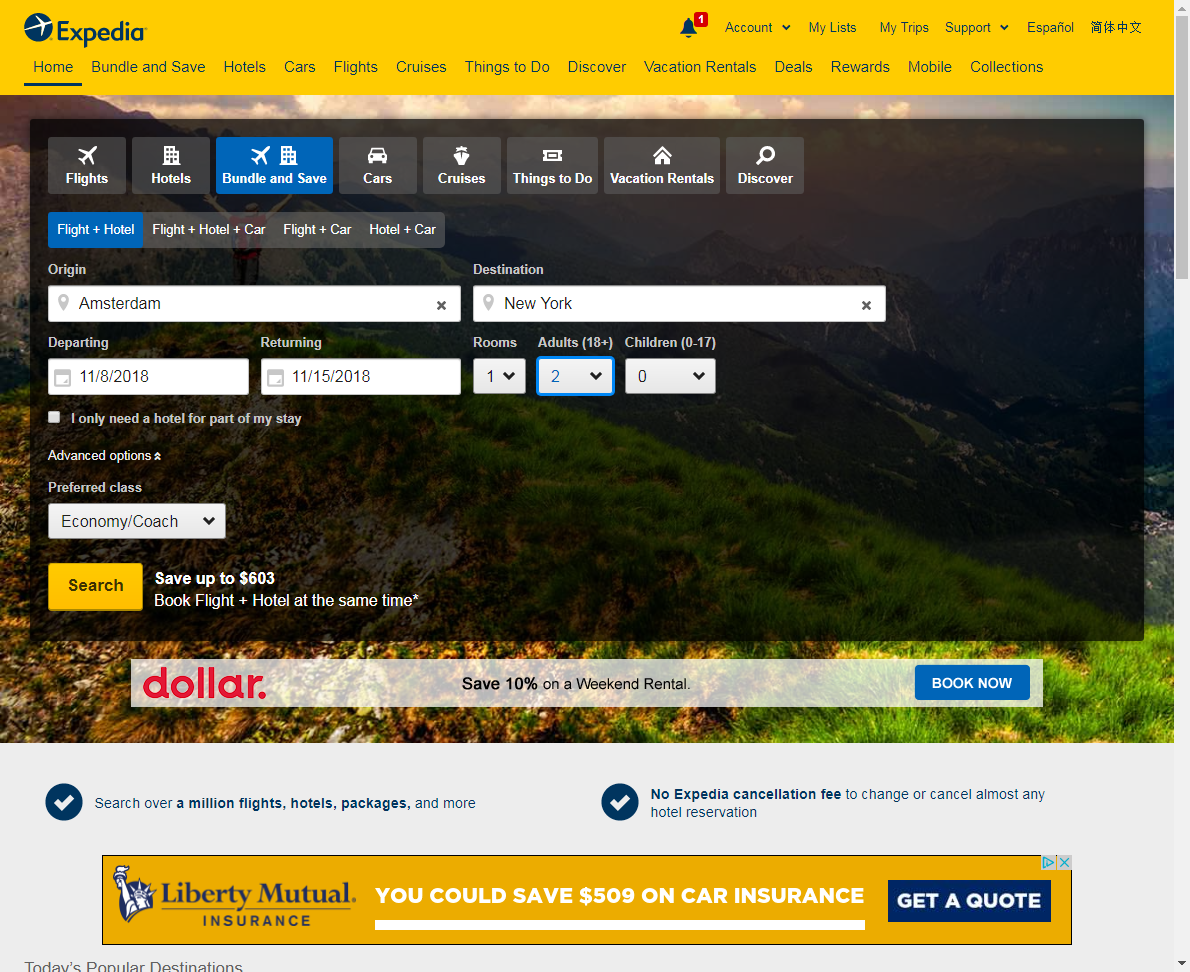 Expedia
1
Account
My Lists
My Trips
Support
Español
简体中文
Home
Bundle and Save
Hotels
Cars
Flights
Cruises
Things to Do
Discover
Vacation Rentals
Deals
Rewards
Mobile
Collections
Flights
Hotels
Bundle and Save
Cars
Cruises
Things to Do
Vacation Rentals
Discover
Flight + Hotel
Flight + Hotel + Car
Flight + Car
Hotel + Car
Origin
Destination
Amsterdam
New York
Departing
Returning
Rooms
Adults (18+)
Children (0-17)
11/8/2018
11/15/2018
1
2
0
I only need a hotel for part of my stay
Advanced options
Preferred class
Economy/Coach
Search
Save up to $603
Book Flight + Hotel at the same time*
dollar.
Save 10% on a Weekend Rental.
BOOK NOW
Search over a million flights, hotels, packages, and more
No Expedia cancellation fee to change or cancel almost any
hotel reservation
Liberty Mutual.
INSURANCE
YOU COULD SAVE $509 ON CAR INSURANCE
GET A QUOTE
Today's Popular Destinations